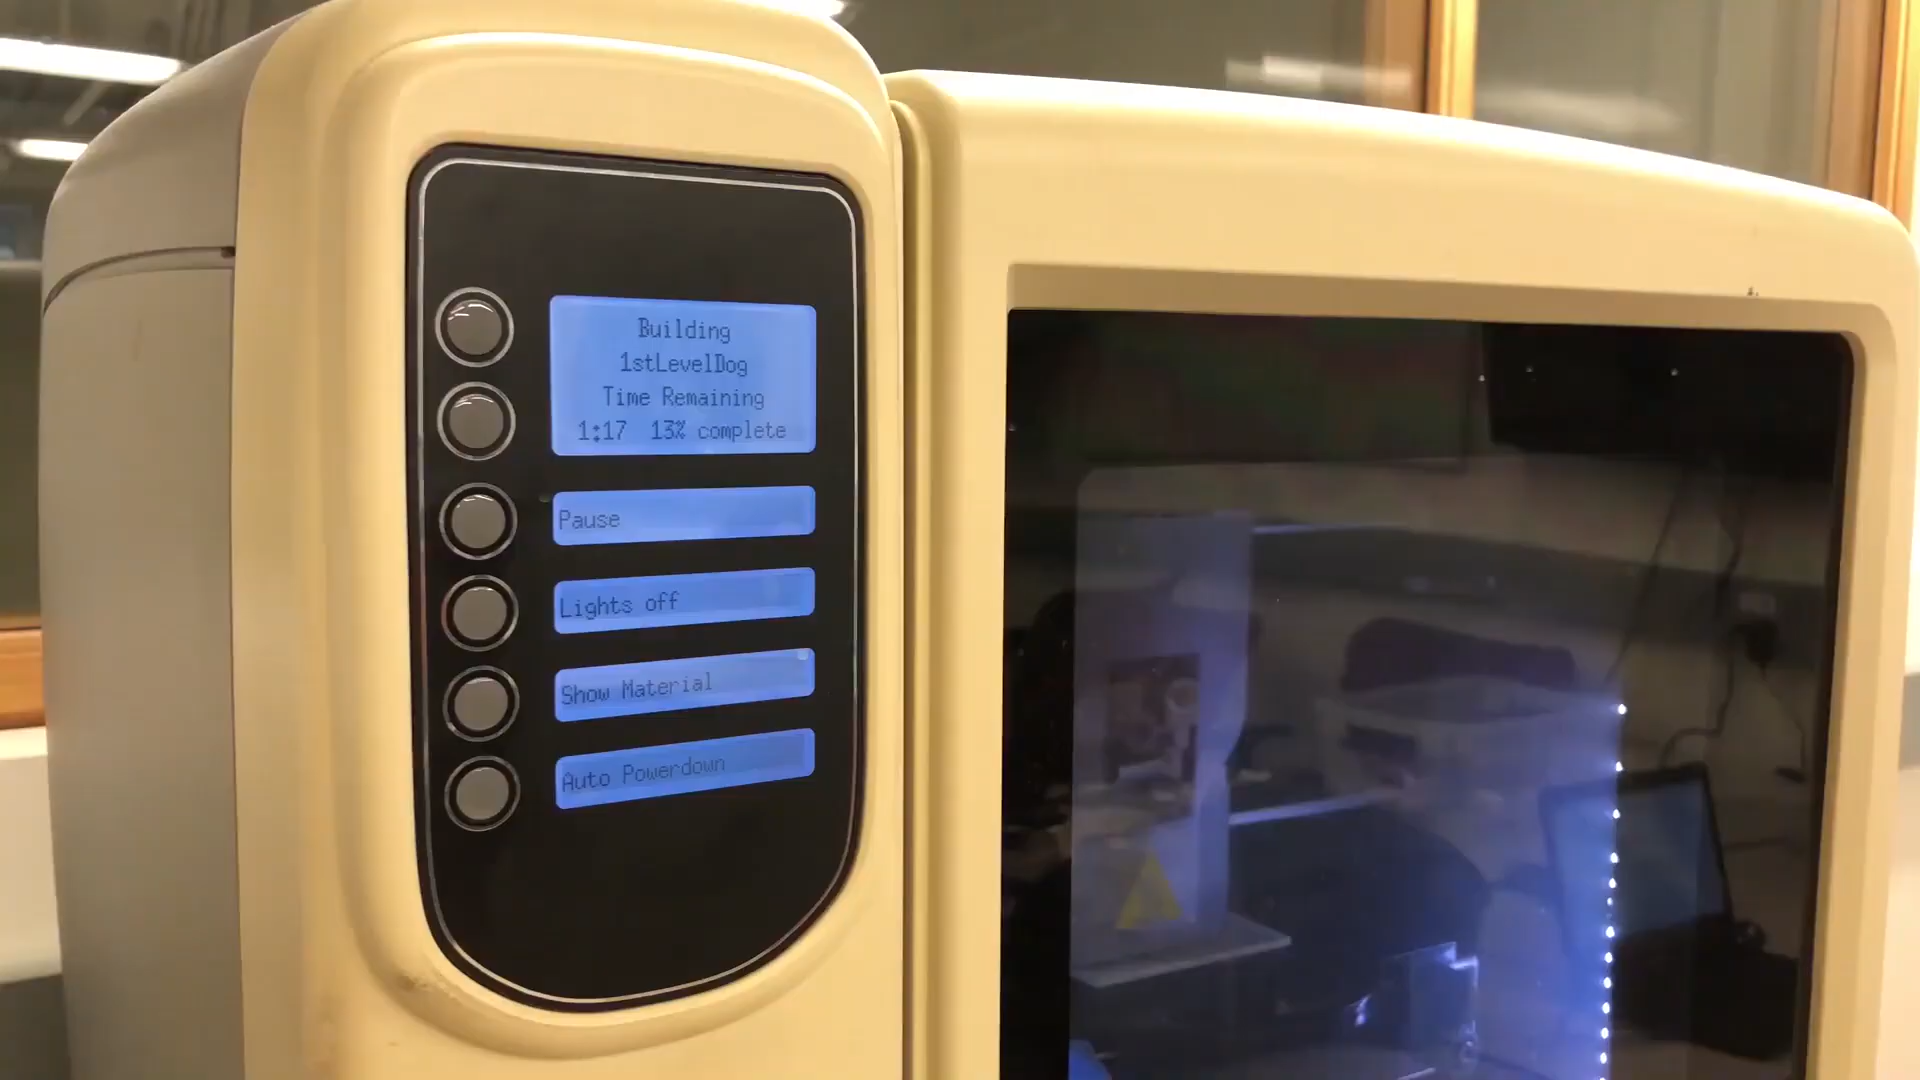 Building
1stLevelDog
Time Remaining
1:17 13% complete
Pause
Lights off
Show Material
Auto Powerdown